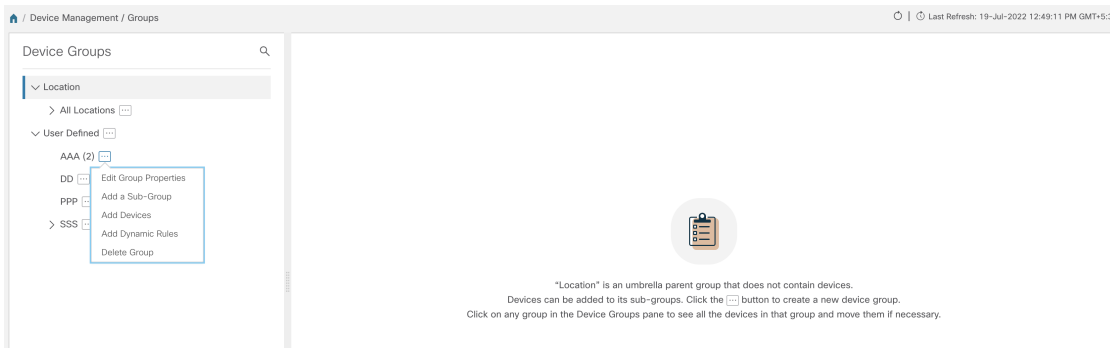 / Device Management / Groups
Last Refresh: 19-Jul-2022 12:49:11 PM GMT+5:
Device Groups
Location
All Locations
User Defined
AAA (2)
Edit Group Properties
DD
Add a Sub-Group
PPP
Add Devices
SSS
Add Dynamic Rules
Delete Group
"Location" is an umbrella parent group that does not contain devices.
Devices can be added to its sub-groups. Click the ... button to create a new device group.
Click on any group in the Device Groups pane to see all the devices in that group and move them if necessary.